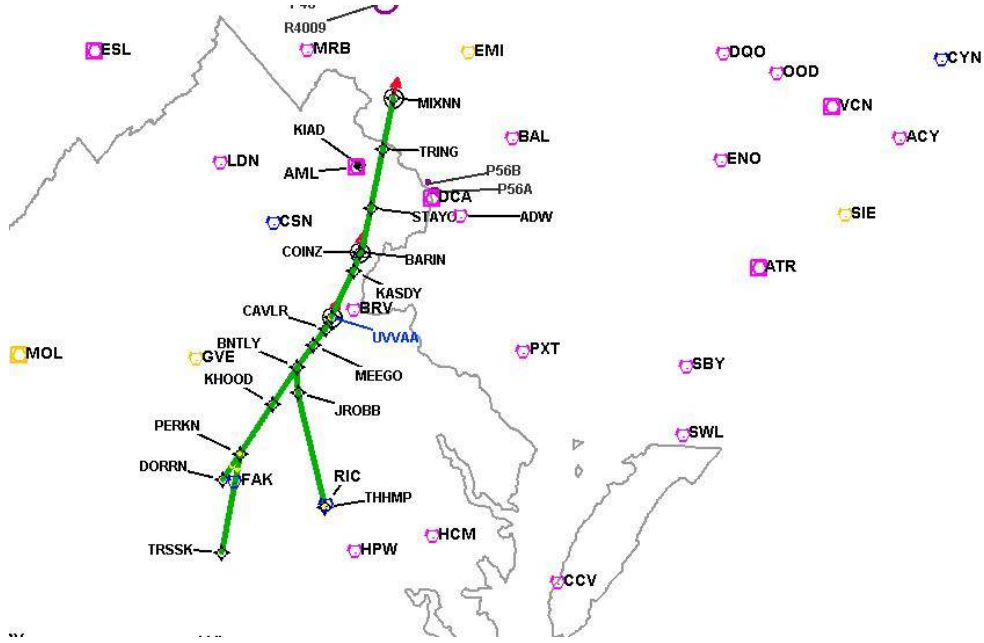 R4009
ESL
MRB
EMI
DQO
CYN
OOD
MIXNN
VCN
KIAD
BAL
ACY
TRING
LDN
ENO
AML
P56B
P56A
DCA
CSN
STAYO
ADW
SIE
COINZ
BARIN
ATR
KASDY
CAVLR
BRV
UVVAA
BNTLY
MOL
GVE
MEEGO
PXT
SBY
KHOOD
JROBB
PERKN
SWL
DORRN
FAK
RIC
THHMP
TRSSK
HPW
HCM
CCV